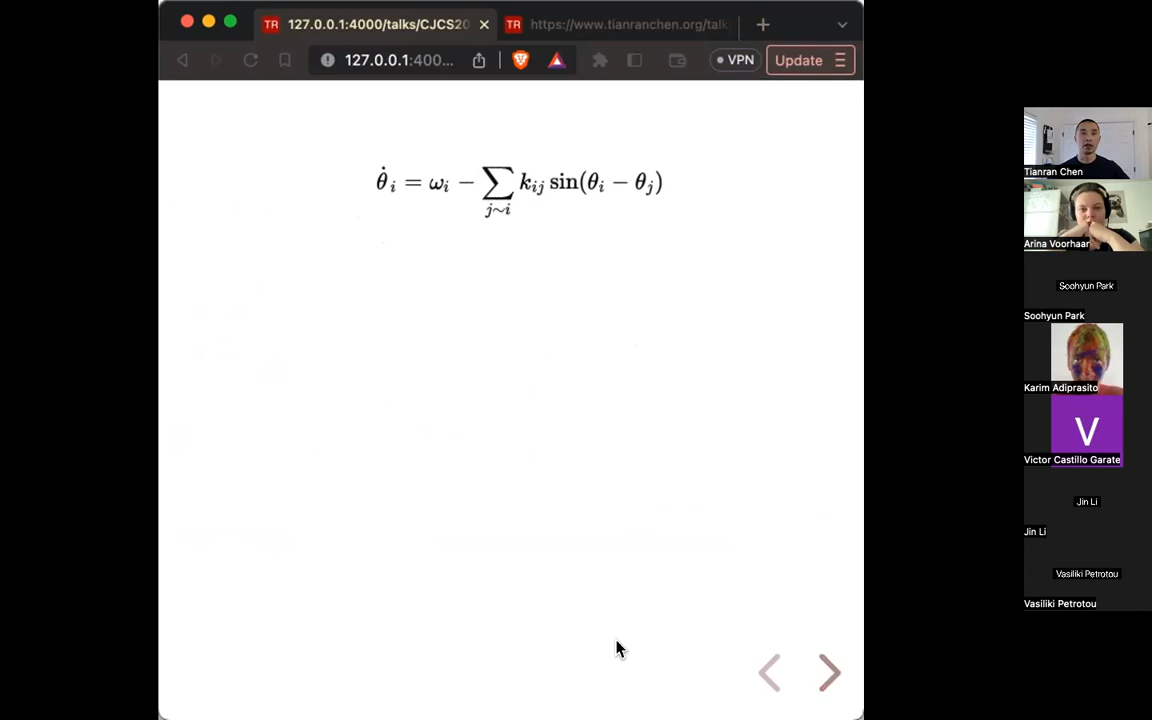 TR 127.0.0.1:4000/talks/CJCS20
TR https://www.tianranchen.org/talk
127.0.0.1:400...
VPN
Update
θ̇ᵢ = ωᵢ − ∑ kᵢⱼ sin(θᵢ − θⱼ)
j∼i
Tianran Chen
Arina Voorhaar
Soohyun Park
Soohyun Park
Karim Adiprasito
V
Victor Castillo Garate
Jin Li
Jin Li
Vasiliki Petrotou
Vasiliki Petrotou